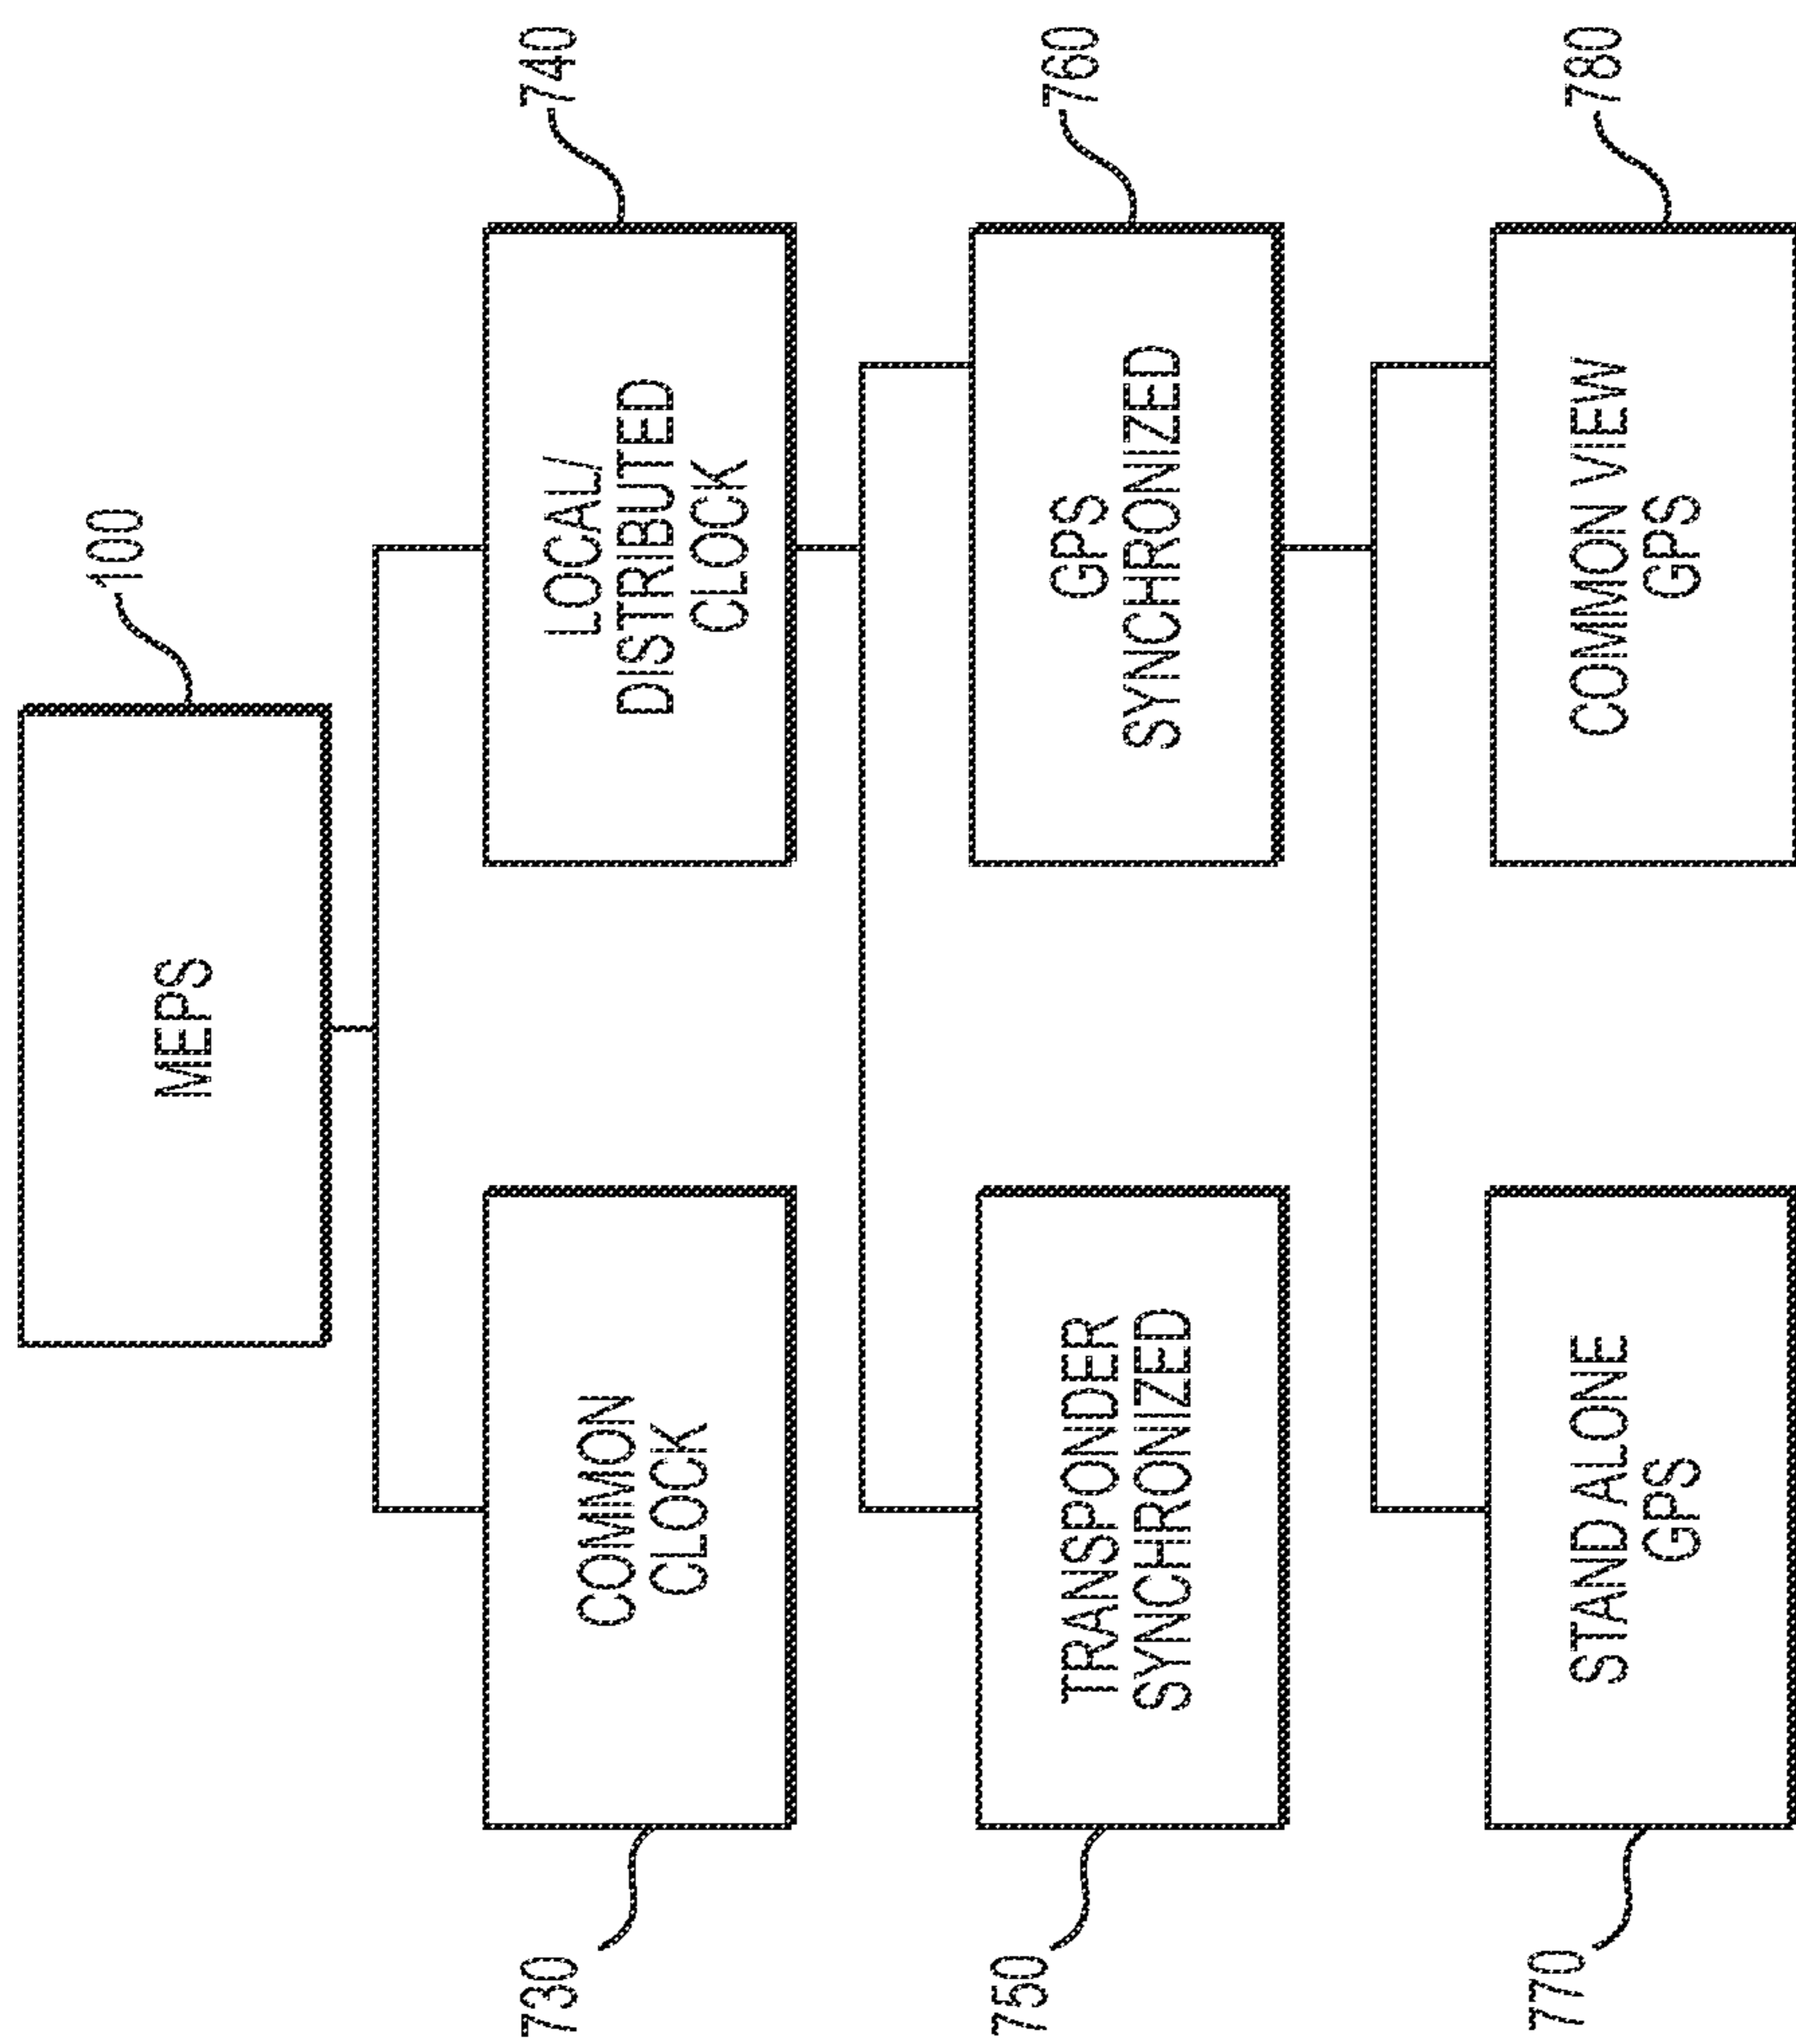 100
MEPS
730
COMMON
CLOCK
740
LOCAL/
DISTRIBUTED
CLOCK
750
TRANSPONDER
SYNCHRONIZED
760
GPS
SYNCHRONIZED
770
STAND ALONE
GPS
780
COMMON VIEW
GPS